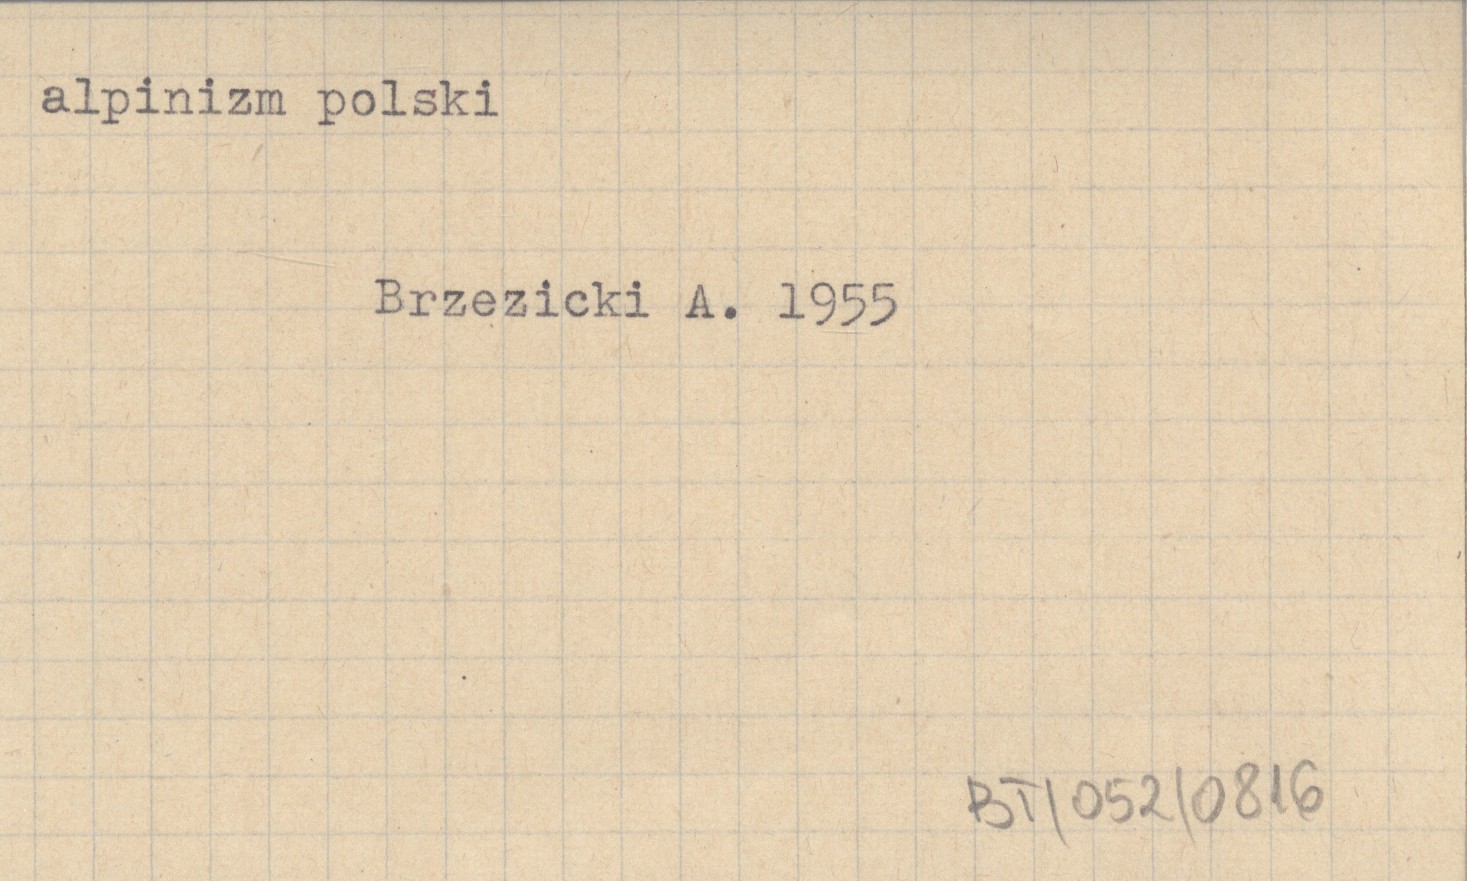 alpinizm polski
Brzezicki A. 1955
BT/052/0816